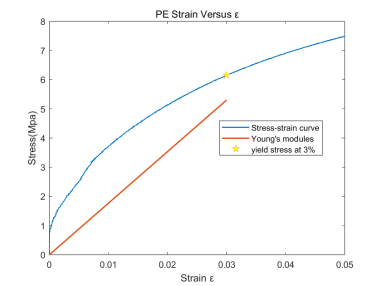 PE Strain Versus ε
8
7
6
5
4
3
2
1
0
Stress(Mpa)
Stress-strain curve
Young's modules
yield stress at 3%
0 0.01 0.02 0.03 0.04 0.05
Strain ε